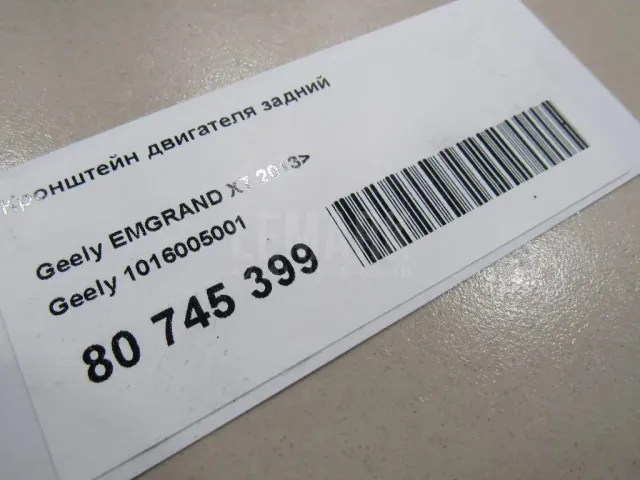 Кронштейн двигателя задний
Geely EMGRAND X7 2013>
Geely 1016005001
80 745 399